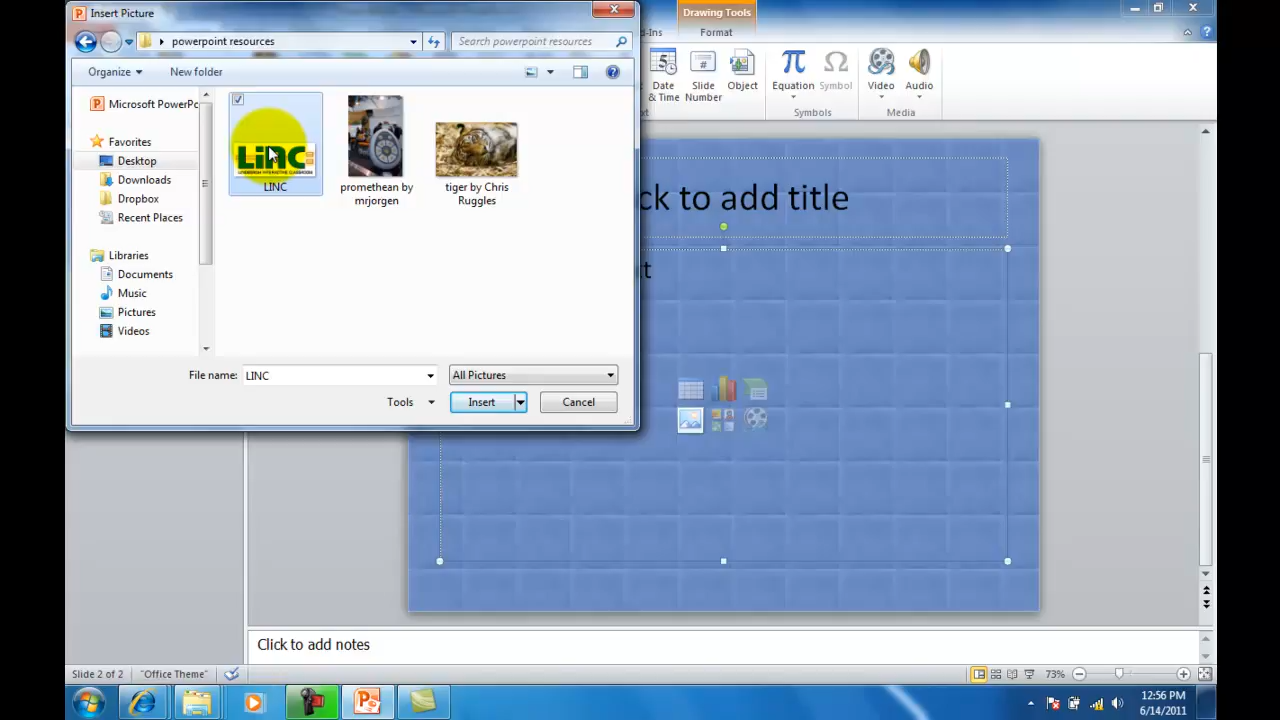 Insert Picture
Drawing Tools
powerpoint resources
Search powerpoint resources
Format
Organize
New folder
Date
& Time
Slide
Number
Object
Equation
Symbol
Video
Audio
Symbols
Media
Microsoft PowerPo
Favorites
Desktop
Downloads
Dropbox
Recent Places
Libraries
Documents
Music
Pictures
Videos
LINC
LINC
promethean by
mrjorgen
tiger by Chris
Ruggles
ck to add title
File name:
LINC
All Pictures
Tools
Insert
Cancel
Click to add notes
Slide 2 of 2
"Office Theme"
73%
12:56 PM
6/14/2011